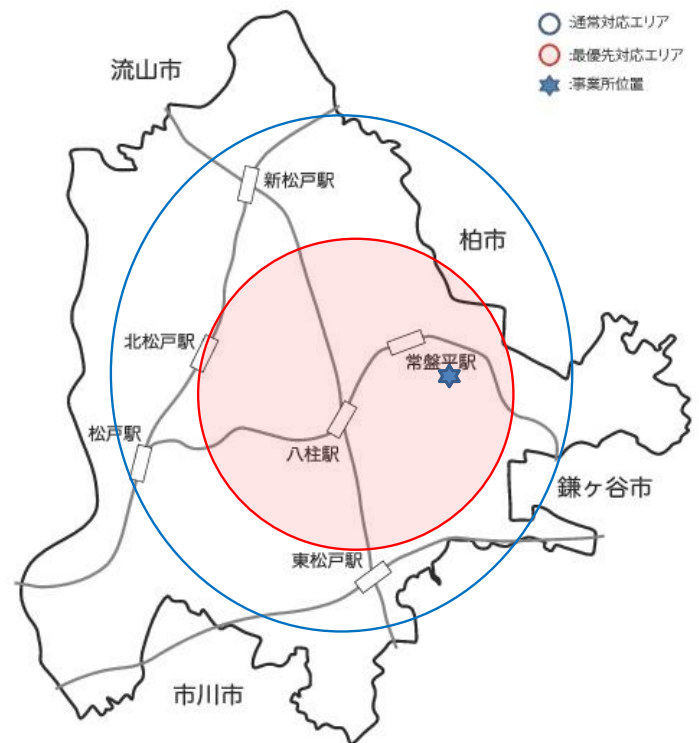 :通常対応エリア
:最優先対応エリア
:事業所位置
流山市
新松戸駅
柏市
北松戸駅
常盤平駅
松戸駅
八柱駅
鎌ヶ谷市
東松戸駅
市川市